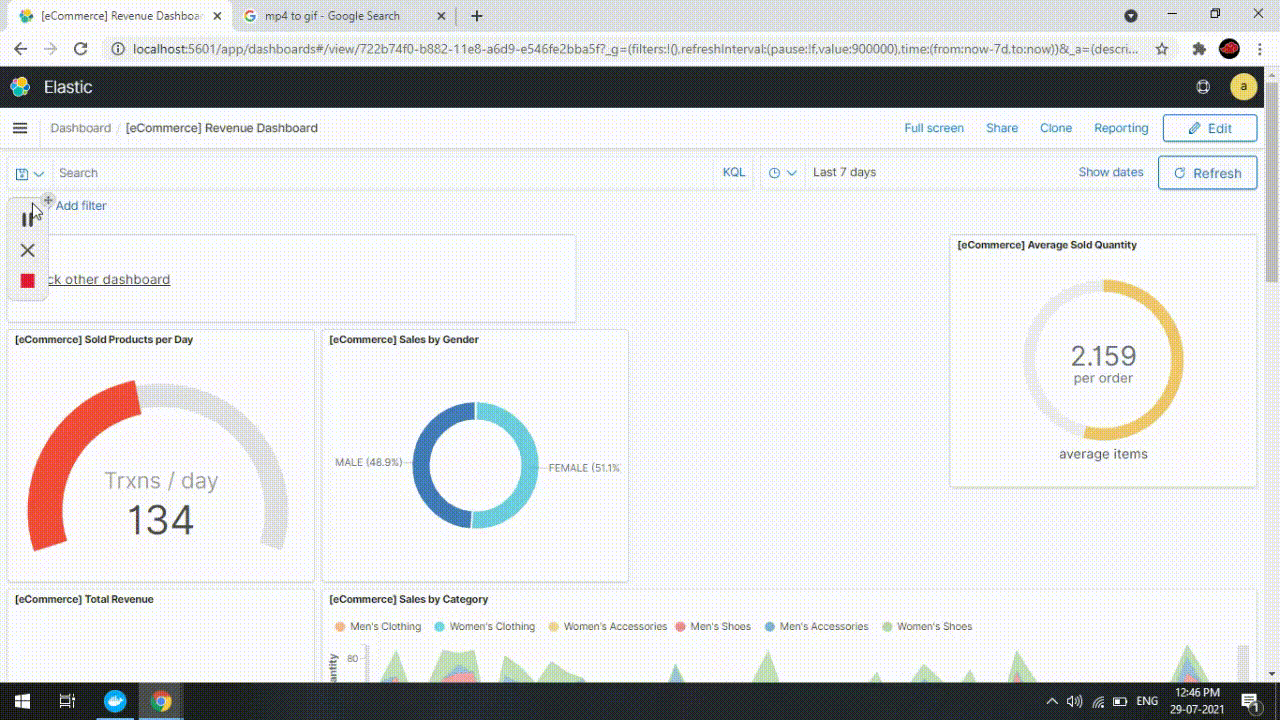 [eCommerce] Revenue Dashboa
mp4 to gif - Google Search
localhost:5601/app/dashboards#/view/722b74f0-b882-11e8-a6d9-e546fe2bba5f?_g=(filters:!(),refreshInterval:(pause:!f,value:900000),time:(from:now-7d,to:now))&_a=(descri...
Elastic
a
Dashboard / [eCommerce] Revenue Dashboard
Full screen Share Clone Reporting Edit
Search
KQL
Last 7 days
Show dates
Refresh
+ Add filter
ck other dashboard
[eCommerce] Average Sold Quantity
2.159
per order
average items
[eCommerce] Sold Products per Day
Trxns / day
134
[eCommerce] Sales by Gender
MALE (48.9%)
FEMALE (51.1%
[eCommerce] Total Revenue
[eCommerce] Sales by Category
Men's Clothing Women's Clothing Women's Accessories Men's Shoes Men's Accessories Women's Shoes
80
antity
ENG
12:46 PM
29-07-2021
1